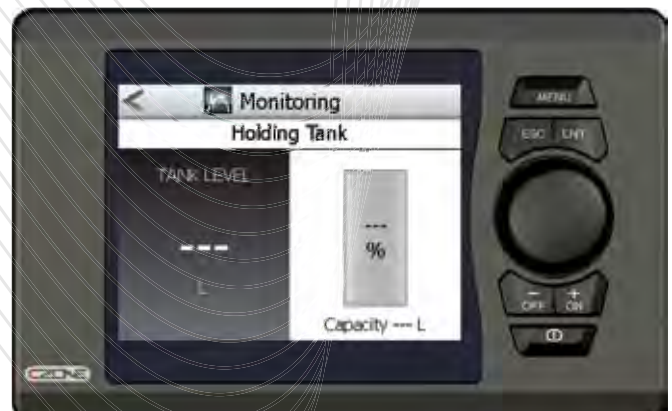 < Monitoring
Holding Tank
TANK LEVEL
---
L
---
%
Capacity --- L
MENU
ESC ENT
− OFF + ON
CZONE